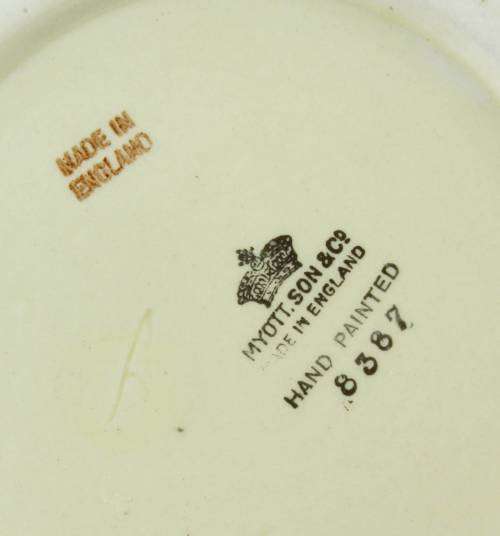 MADE IN
ENGLAND
MYOTT. SON & Co
MADE IN ENGLAND
HAND PAINTED
8387